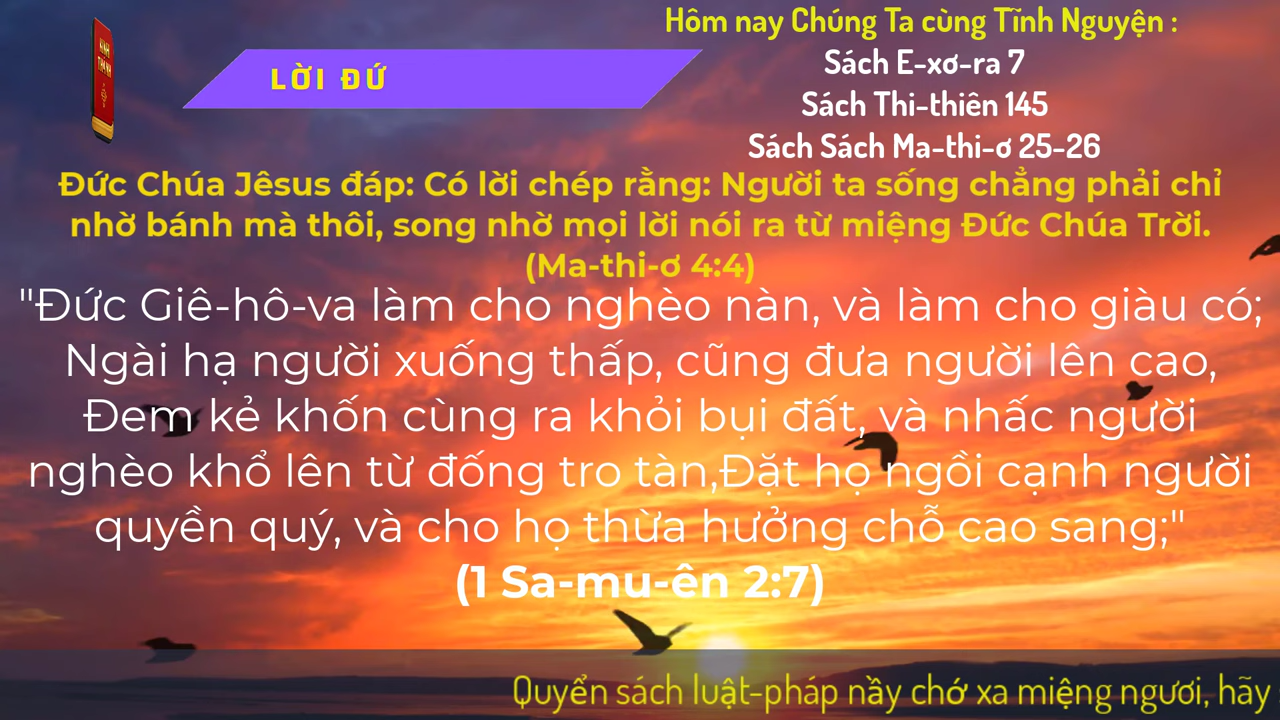 KINH
THÁNH
LỜI ĐỨ
Hôm nay Chúng Ta cùng Tĩnh Nguyện :
Sách E-xơ-ra 7
Sách Thi-thiên 145
Sách Sách Ma-thi-ơ 25-26
Đức Chúa Jêsus đáp: Có lời chép rằng: Người ta sống chẳng phải chỉ
nhờ bánh mà thôi, song nhờ mọi lời nói ra từ miệng Đức Chúa Trời.
(Ma-thi-ơ 4:4)
"Đức Giê-hô-va làm cho nghèo nàn, và làm cho giàu có;
Ngài hạ người xuống thấp, cũng đưa người lên cao,
Đem kẻ khốn cùng ra khỏi bụi đất, và nhấc người
nghèo khổ lên từ đống tro tàn,Đặt họ ngồi cạnh người
quyền quý, và cho họ thừa hưởng chỗ cao sang;"
(1 Sa-mu-ên 2:7)
Quyển sách luật-pháp nầy chớ xa miệng ngươi, hãy